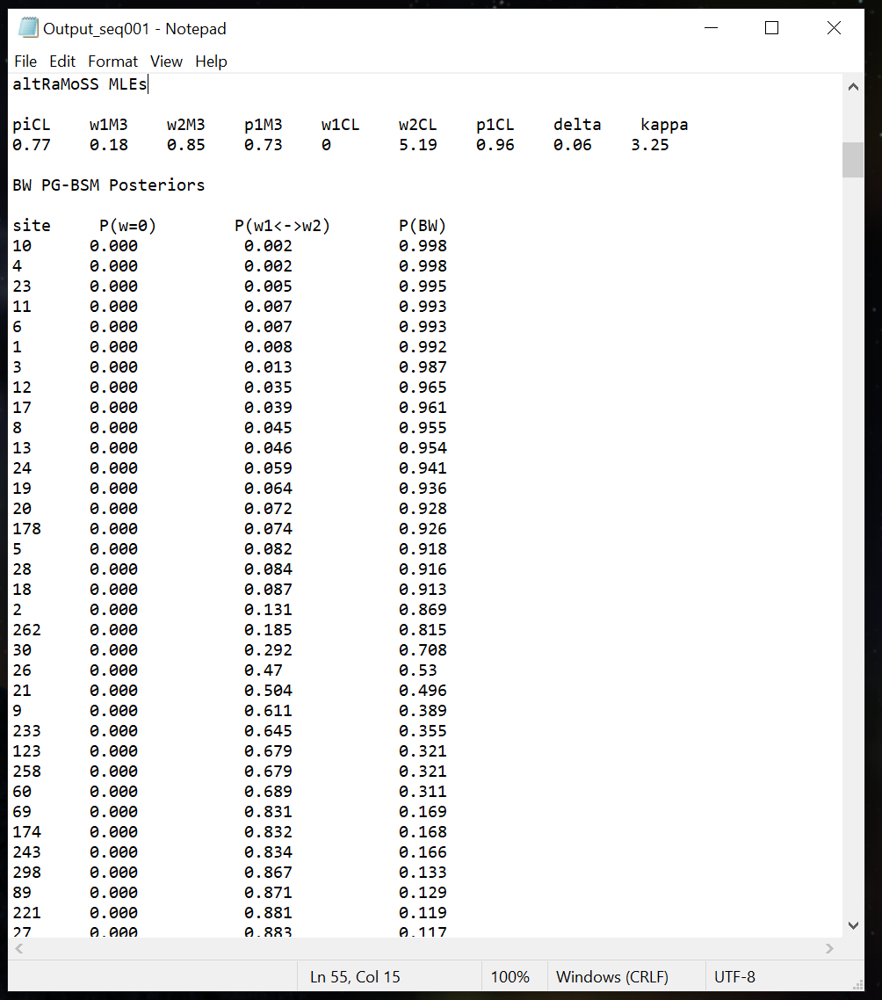 Output_seq001 - Notepad
File Edit Format View Help
altRaMoSS MLEs
piCL w1M3 w2M3 p1M3 w1CL w2CL p1CL delta kappa
0.77 0.18 0.85 0.73 0 5.19 0.96 0.06 3.25
BW PG-BSM Posteriors
site P(w=0) P(w1<->w2) P(BW)
10 0.000 0.002 0.998
4 0.000 0.002 0.998
23 0.000 0.005 0.995
11 0.000 0.007 0.993
6 0.000 0.007 0.993
1 0.000 0.008 0.992
3 0.000 0.013 0.987
12 0.000 0.035 0.965
17 0.000 0.039 0.961
8 0.000 0.045 0.955
13 0.000 0.046 0.954
24 0.000 0.059 0.941
19 0.000 0.064 0.936
20 0.000 0.072 0.928
178 0.000 0.074 0.926
5 0.000 0.082 0.918
28 0.000 0.084 0.916
18 0.000 0.087 0.913
2 0.000 0.131 0.869
262 0.000 0.185 0.815
30 0.000 0.292 0.708
26 0.000 0.47 0.53
21 0.000 0.504 0.496
9 0.000 0.611 0.389
233 0.000 0.645 0.355
123 0.000 0.679 0.321
258 0.000 0.679 0.321
60 0.000 0.689 0.311
69 0.000 0.831 0.169
174 0.000 0.832 0.168
243 0.000 0.834 0.166
298 0.000 0.867 0.133
89 0.000 0.871 0.129
221 0.000 0.881 0.119
27 0.000 0.883 0.117
Ln 55, Col 15 100% Windows (CRLF) UTF-8